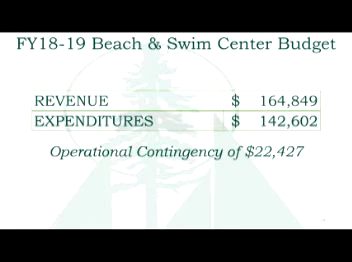 FY18-19 Beach & Swim Center Budget
REVENUE $ 164,849
EXPENDITURES $ 142,602
Operational Contingency of $22,427